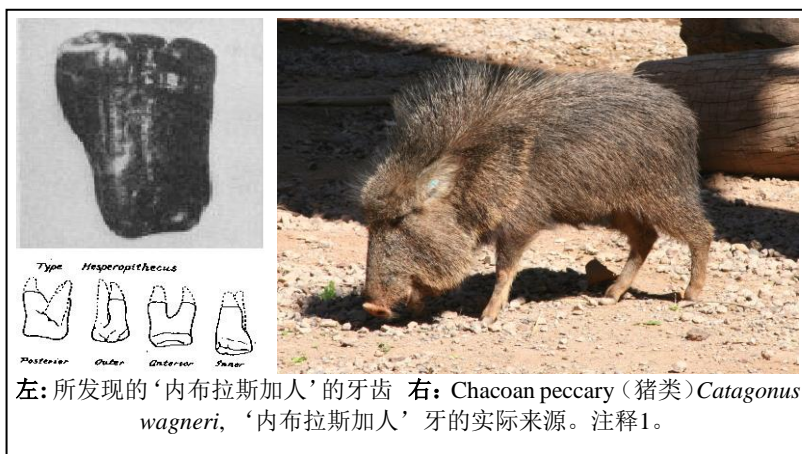 Type Hesperopithecus
Posterior Outer Anterior Inner
左: 所发现的‘内布拉斯加人’的牙齿 右: Chacoan peccary（猪类）Catagonus
wagneri, ‘内布拉斯加人’牙的实际来源。注释1。